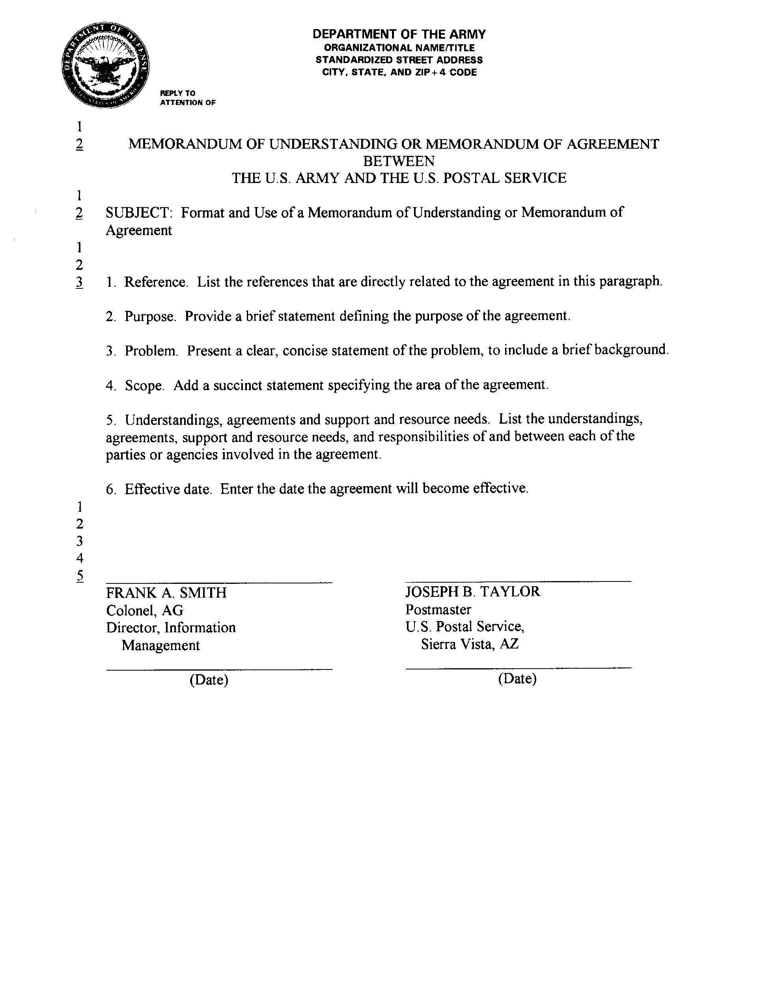 DEPARTMENT OF DEFENSE
UNITED STATES OF AMERICA
DEPARTMENT OF THE ARMY
ORGANIZATIONAL NAME/TITLE
STANDARDIZED STREET ADDRESS
CITY, STATE, AND ZIP+4 CODE
REPLY TO
ATTENTION OF
1
2 MEMORANDUM OF UNDERSTANDING OR MEMORANDUM OF AGREEMENT
BETWEEN
THE U.S. ARMY AND THE U.S. POSTAL SERVICE
1
2 SUBJECT: Format and Use of a Memorandum of Understanding or Memorandum of
Agreement
1
2
3 1. Reference. List the references that are directly related to the agreement in this paragraph.
2. Purpose. Provide a brief statement defining the purpose of the agreement.
3. Problem. Present a clear, concise statement of the problem, to include a brief background.
4. Scope. Add a succinct statement specifying the area of the agreement.
5. Understandings, agreements and support and resource needs. List the understandings,
agreements, support and resource needs, and responsibilities of and between each of the
parties or agencies involved in the agreement.
6. Effective date. Enter the date the agreement will become effective.
1
2
3
4
5
FRANK A. SMITH JOSEPH B. TAYLOR
Colonel, AG Postmaster
Director, Information U.S. Postal Service,
Management Sierra Vista, AZ
(Date) (Date)